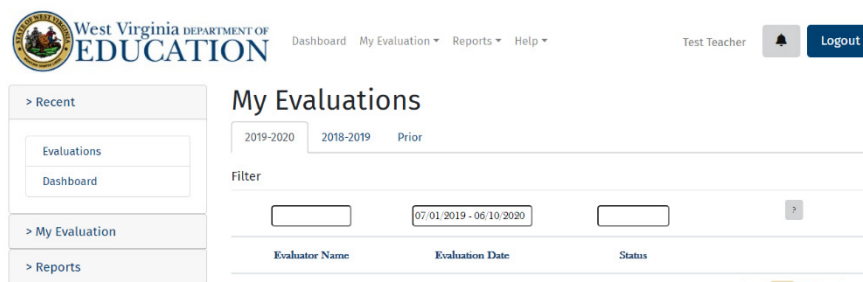 West Virginia DEPARTMENT OF
EDUCATION
Dashboard My Evaluation Reports Help Test Teacher Logout
> Recent
Evaluations
Dashboard
> My Evaluation
> Reports
My Evaluations
2019-2020 2018-2019 Prior
Filter
07/01/2019 - 06/10/2020 ?
Evaluator Name Evaluation Date Status